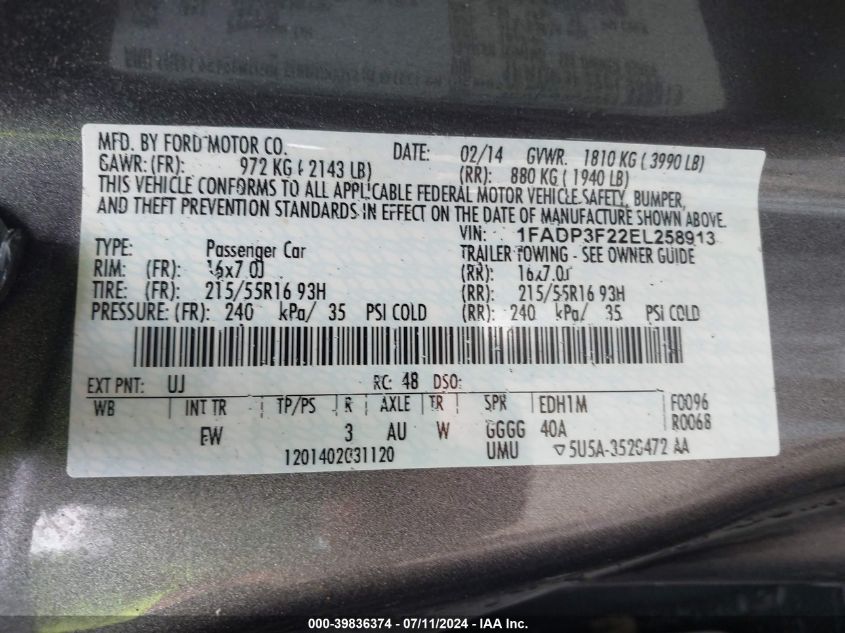 MFD. BY FORD MOTOR CO. DATE: 02/14 GVWR. 1810 KG ( 3990 LB)
GAWR: (FR): 972 KG ( 2143 LB) (RR): 880 KG ( 1940 LB)
THIS VEHICLE CONFORMS TO ALL APPLICABLE FEDERAL MOTOR VEHICLE SAFETY, BUMPER,
AND THEFT PREVENTION STANDARDS IN EFFECT ON THE DATE OF MANUFACTURE SHOWN ABOVE.
VIN: 1FADP3F22EL258913
TYPE: Passenger Car TRAILER TOWING - SEE OWNER GUIDE
RIM: (FR): 16x7.0J (RR): 16x7.0J
TIRE: (FR): 215/55R16 93H (RR): 215/55R16 93H
PRESSURE: (FR): 240 kPa/ 35 PSI COLD (RR): 240 kPa/ 35 PSI COLD
EXT PNT: UJ RC: 48 DSO:
WB INT TR TP/PS R AXLE TR SPR EDH1M F0096
EW 3 AU W GGGG 40A R0068
1201402031120 UMU ▽5U5A-3520472 AA
000-39836374 - 07/11/2024 - IAA Inc.